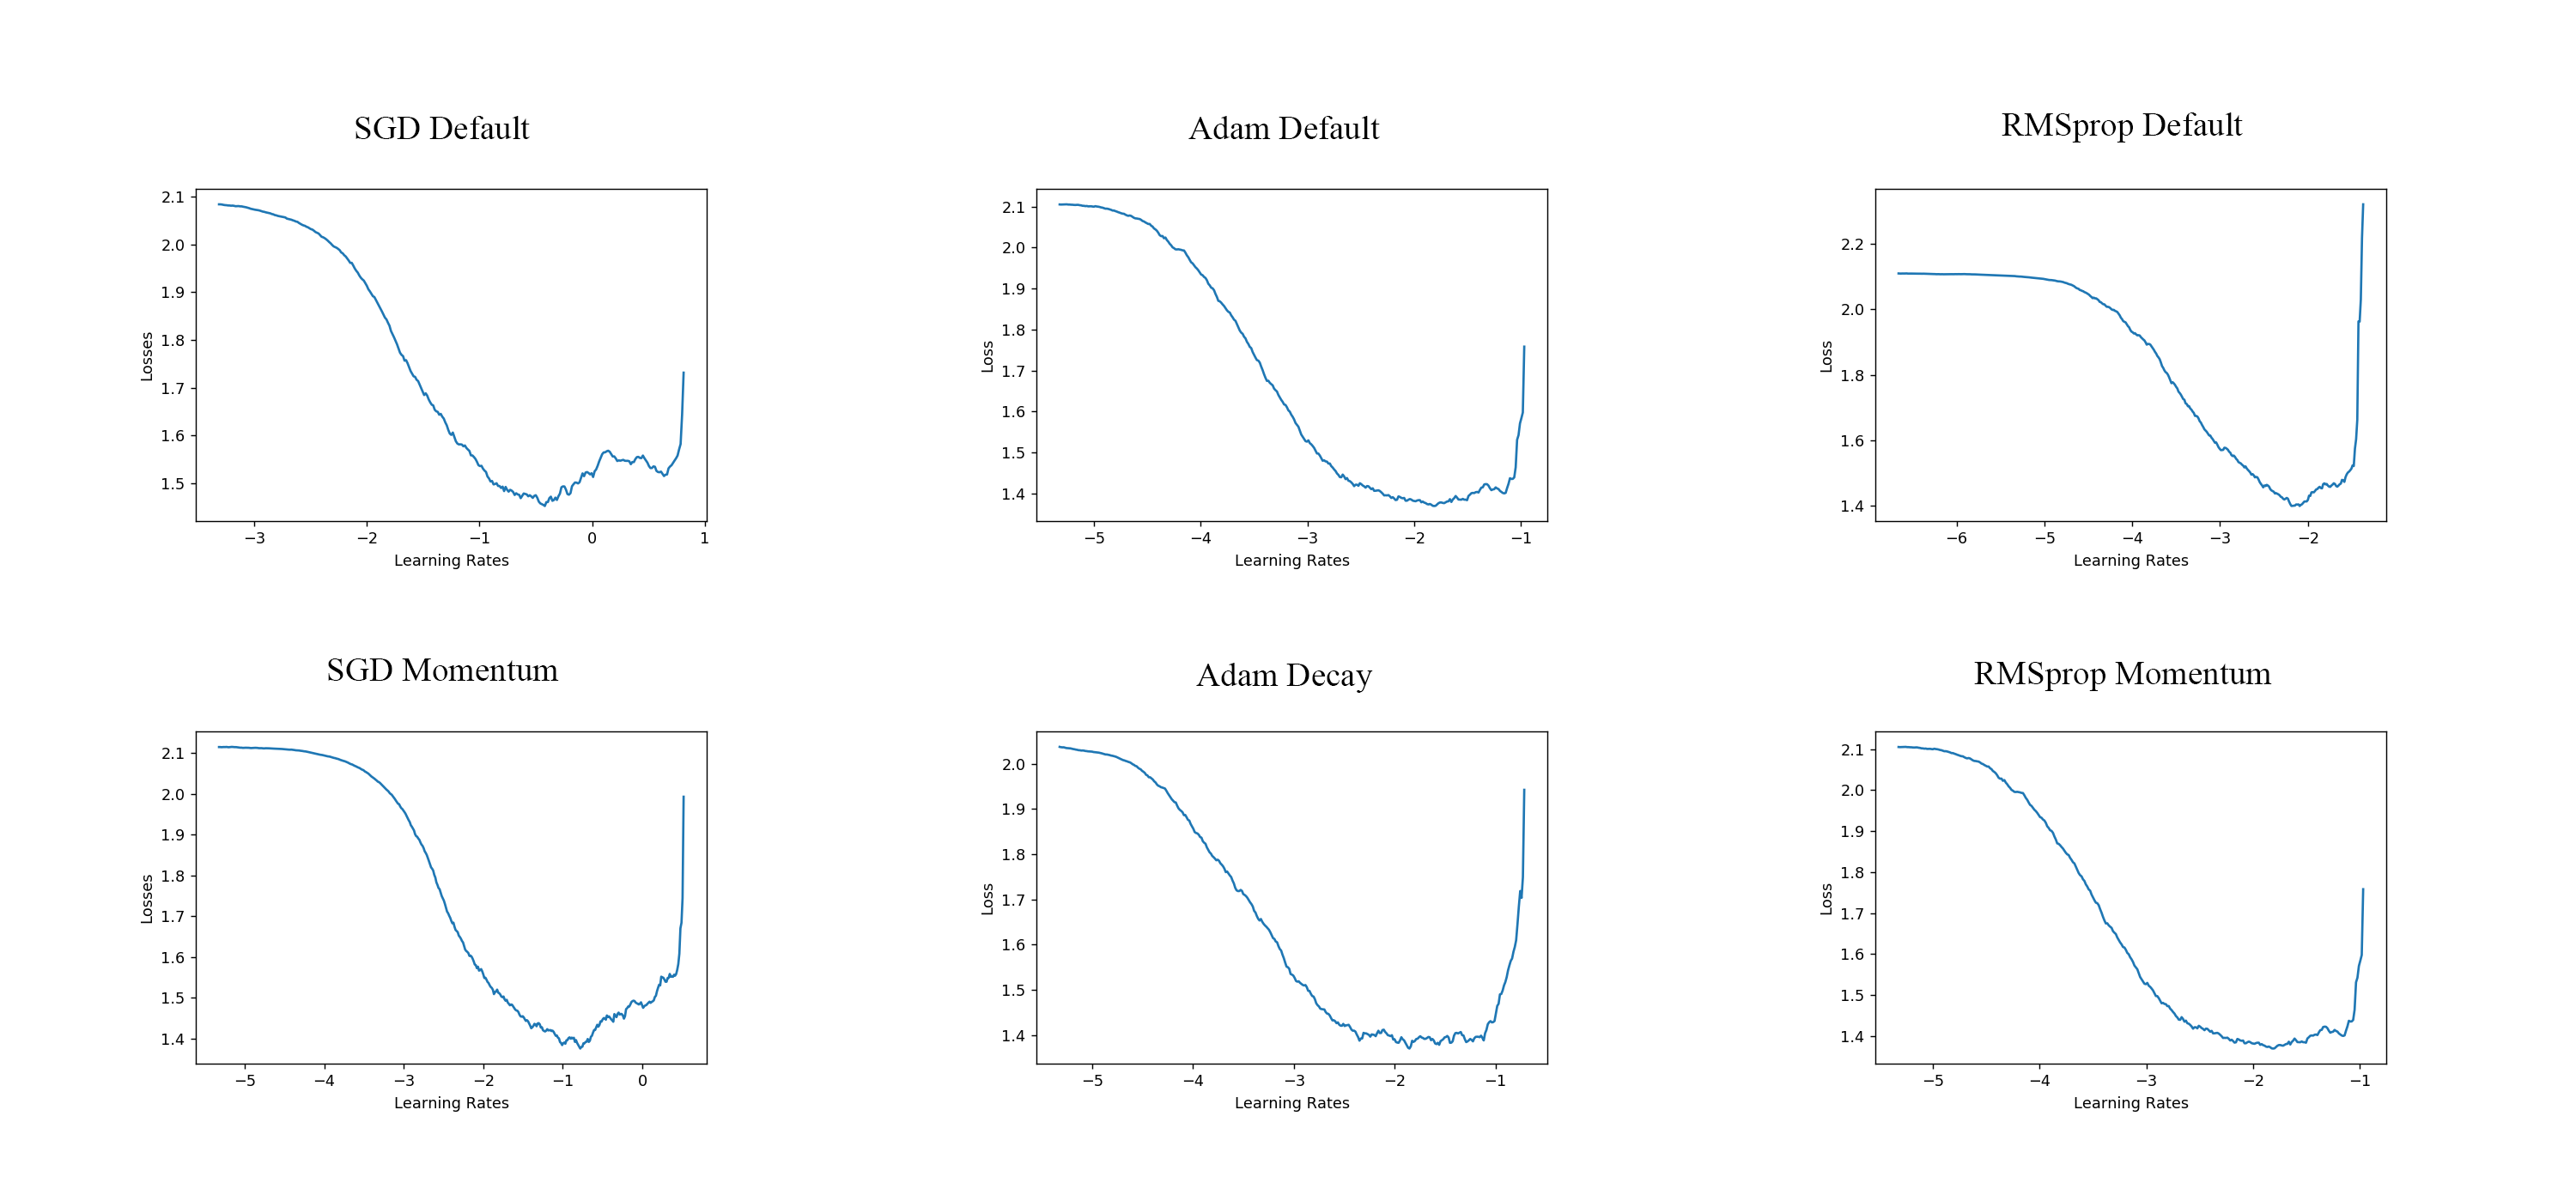 SGD Default
2.1
2.0
1.9
1.8
1.7
1.6
1.5
Losses
−3 −2 −1 0 1
Learning Rates
Adam Default
2.1
2.0
1.9
1.8
1.7
1.6
1.5
1.4
Loss
−5 −4 −3 −2 −1
Learning Rates
RMSprop Default
2.2
2.0
1.8
1.6
1.4
Loss
−6 −5 −4 −3 −2
Learning Rates
SGD Momentum
2.1
2.0
1.9
1.8
1.7
1.6
1.5
1.4
Losses
−5 −4 −3 −2 −1 0
Learning Rates
Adam Decay
2.0
1.9
1.8
1.7
1.6
1.5
1.4
Loss
−5 −4 −3 −2 −1
Learning Rates
RMSprop Momentum
2.1
2.0
1.9
1.8
1.7
1.6
1.5
1.4
Loss
−5 −4 −3 −2 −1
Learning Rates